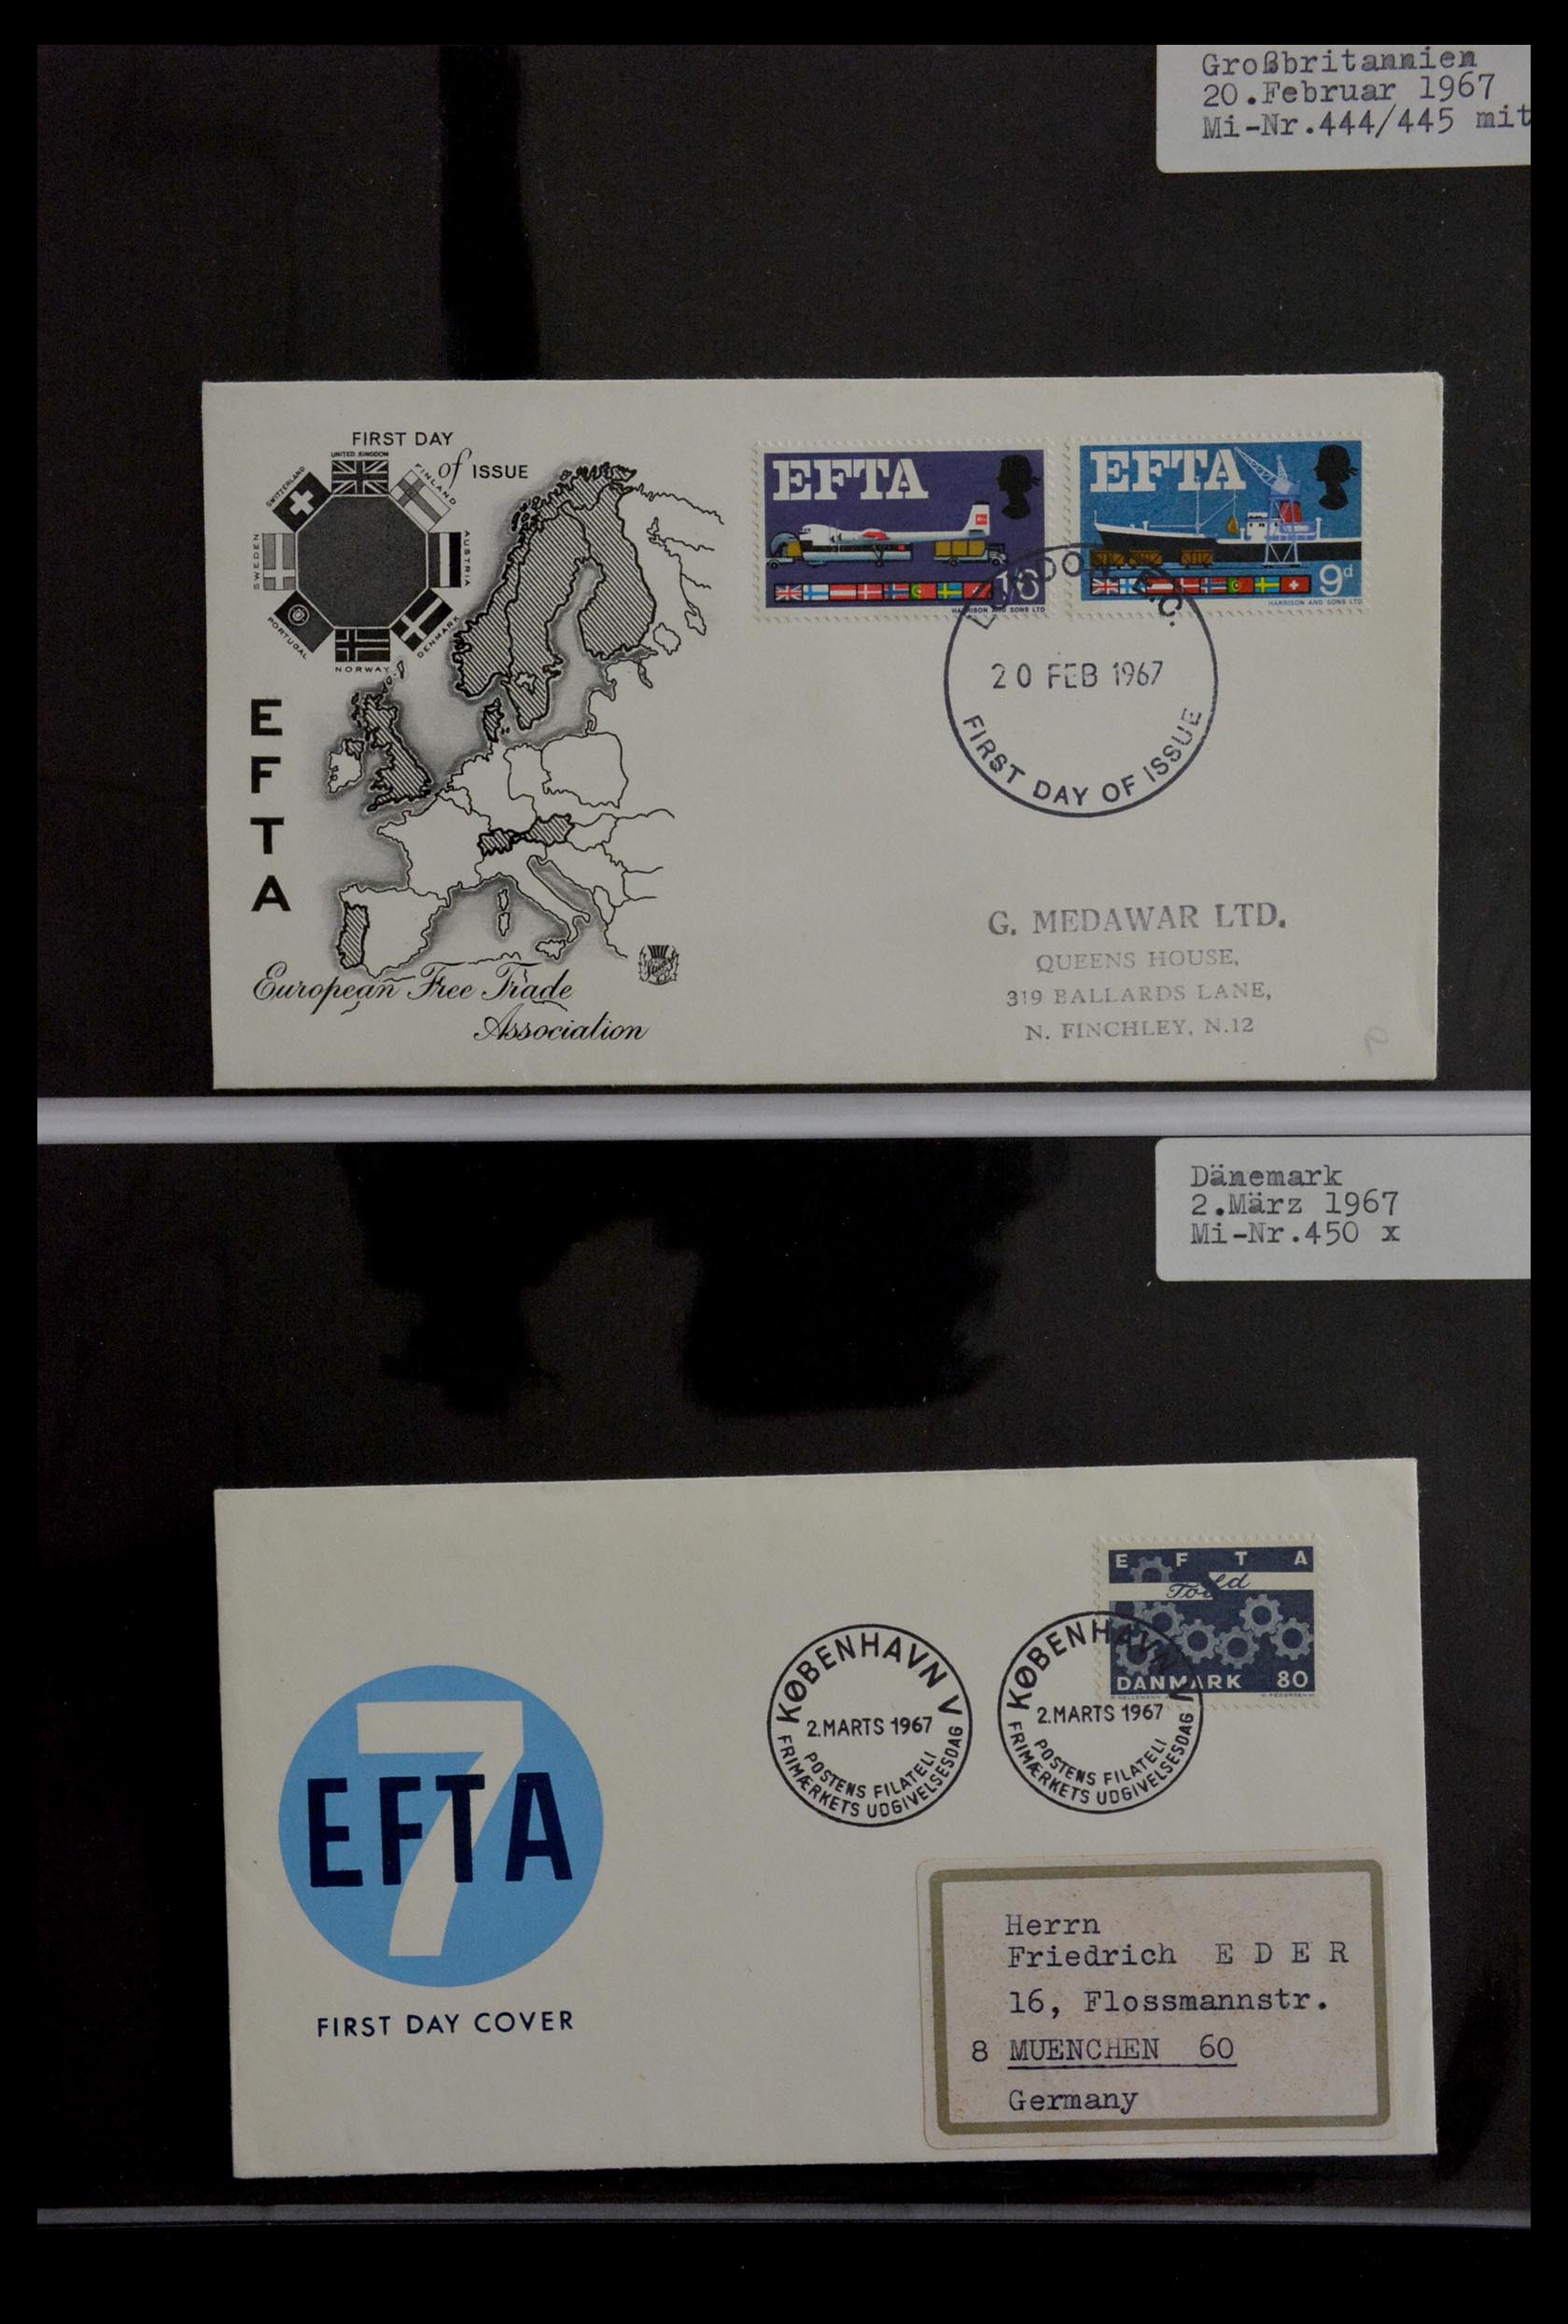 Großbritannien
20.Februar 1967
Mi-Nr.444/445 mit
FIRST DAY
of ISSUE
UNITED KINGDOM
FINLAND
AUSTRIA
DENMARK
NORWAY
PORTUGAL
SWEDEN
SWITZERLAND
E
F
T
A
European Free Trade
Association
EFTA
1/6
HARRISON AND SONS LTD
EFTA
9d
HARRISON AND SONS LTD
LONDON E.C.
20 FEB 1967
FIRST DAY OF ISSUE
G. MEDAWAR LTD.
QUEENS HOUSE,
319 BALLARDS LANE,
N. FINCHLEY, N.12
Dänemark
2.März 1967
Mi-Nr.450 x
E F T A
Told
DANMARK 80
KØBENHAVN V
2.MARTS 1967
POSTENS FILATELI
FRIMÆRKETS UDGIVELSESDAG
KØBENHAVN V
2.MARTS 1967
POSTENS FILATELI
FRIMÆRKETS UDGIVELSESDAG
7
EFTA
FIRST DAY COVER
Herrn
Friedrich E D E R
16, Flossmannstr.
8 MUENCHEN 60
Germany